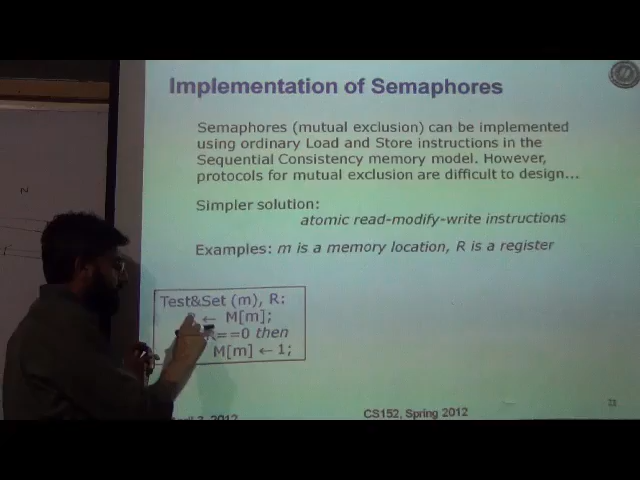 Implementation of Semaphores
Semaphores (mutual exclusion) can be implemented
using ordinary Load and Store instructions in the
Sequential Consistency memory model. However,
protocols for mutual exclusion are difficult to design...
Simpler solution:
atomic read-modify-write instructions
Examples: m is a memory location, R is a register
Test&Set (m), R:
← M[m];
R==0 then
M[m] ← 1;
2, 2012
CS152, Spring 2012